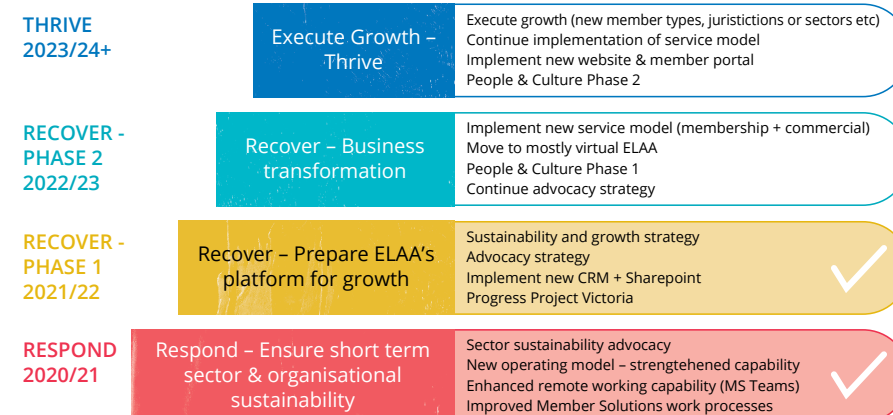 THRIVE
2023/24+
Execute Growth –
Thrive
Execute growth (new member types, juristictions or sectors etc)
Continue implementation of service model
Implement new website & member portal
People & Culture Phase 2
RECOVER -
PHASE 2
2022/23
Recover – Business
transformation
Implement new service model (membership + commercial)
Move to mostly virtual ELAA
People & Culture Phase 1
Continue advocacy strategy
RECOVER -
PHASE 1
2021/22
Recover – Prepare ELAA’s
platform for growth
Sustainability and growth strategy
Advocacy strategy
Implement new CRM + Sharepoint
Progress Project Victoria
RESPOND
2020/21
Respond – Ensure short term
sector & organisational
sustainability
Sector sustainability advocacy
New operating model – strengtehened capability
Enhanced remote working capability (MS Teams)
Improved Member Solutions work processes